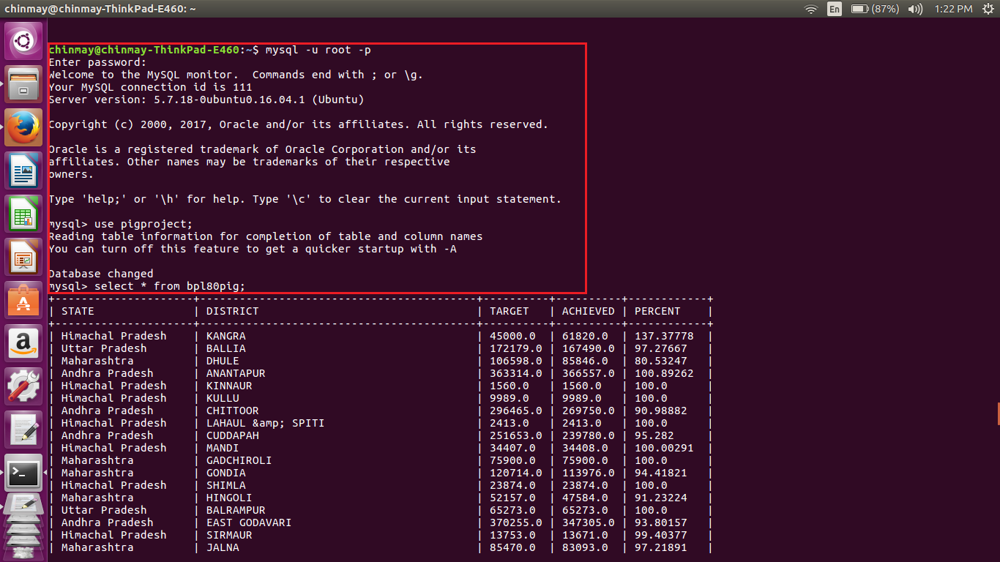 chinmay@chinmay-ThinkPad-E460: ~
En
(87%)
1:22 PM
chinmay@chinmay-ThinkPad-E460:~$ mysql -u root -p
Enter password:
Welcome to the MySQL monitor.  Commands end with ; or \g.
Your MySQL connection id is 111
Server version: 5.7.18-0ubuntu0.16.04.1 (Ubuntu)
Copyright (c) 2000, 2017, Oracle and/or its affiliates. All rights reserved.
Oracle is a registered trademark of Oracle Corporation and/or its
affiliates. Other names may be trademarks of their respective
owners.
Type 'help;' or '\h' for help. Type '\c' to clear the current input statement.
mysql> use pigproject;
Reading table information for completion of table and column names
You can turn off this feature to get a quicker startup with -A
Database changed
mysql> select * from bpl80pig;
+---------------------+------------------------------------------+----------+----------+------------+
| STATE               | DISTRICT                                 | TARGET   | ACHIEVED | PERCENT    |
+---------------------+------------------------------------------+----------+----------+------------+
| Himachal Pradesh    | KANGRA                                   | 45000.0  | 61820.0  | 137.37778  |
| Uttar Pradesh       | BALLIA                                   | 172179.0 | 167490.0 | 97.27667   |
| Maharashtra         | DHULE                                    | 106598.0 | 85846.0  | 80.53247   |
| Andhra Pradesh      | ANANTAPUR                                | 363314.0 | 366557.0 | 100.89262  |
| Himachal Pradesh    | KINNAUR                                  | 1560.0   | 1560.0   | 100.0      |
| Himachal Pradesh    | KULLU                                    | 9989.0   | 9989.0   | 100.0      |
| Andhra Pradesh      | CHITTOOR                                 | 296465.0 | 269750.0 | 90.98882   |
| Himachal Pradesh    | LAHAUL &amp; SPITI                       | 2413.0   | 2413.0   | 100.0      |
| Andhra Pradesh      | CUDDAPAH                                 | 251653.0 | 239780.0 | 95.282     |
| Himachal Pradesh    | MANDI                                    | 34407.0  | 34408.0  | 100.00291  |
| Maharashtra         | GADCHIROLI                               | 75900.0  | 75900.0  | 100.0      |
| Maharashtra         | GONDIA                                   | 120714.0 | 113976.0 | 94.41821   |
| Himachal Pradesh    | SHIMLA                                   | 23874.0  | 23874.0  | 100.0      |
| Maharashtra         | HINGOLI                                  | 52157.0  | 47584.0  | 91.23224   |
| Uttar Pradesh       | BALRAMPUR                                | 65273.0  | 65273.0  | 100.0      |
| Andhra Pradesh      | EAST GODAVARI                            | 370255.0 | 347305.0 | 93.80157   |
| Himachal Pradesh    | SIRMAUR                                  | 13753.0  | 13671.0  | 99.40377   |
| Maharashtra         | JALNA                                    | 85470.0  | 83093.0  | 97.21891   |